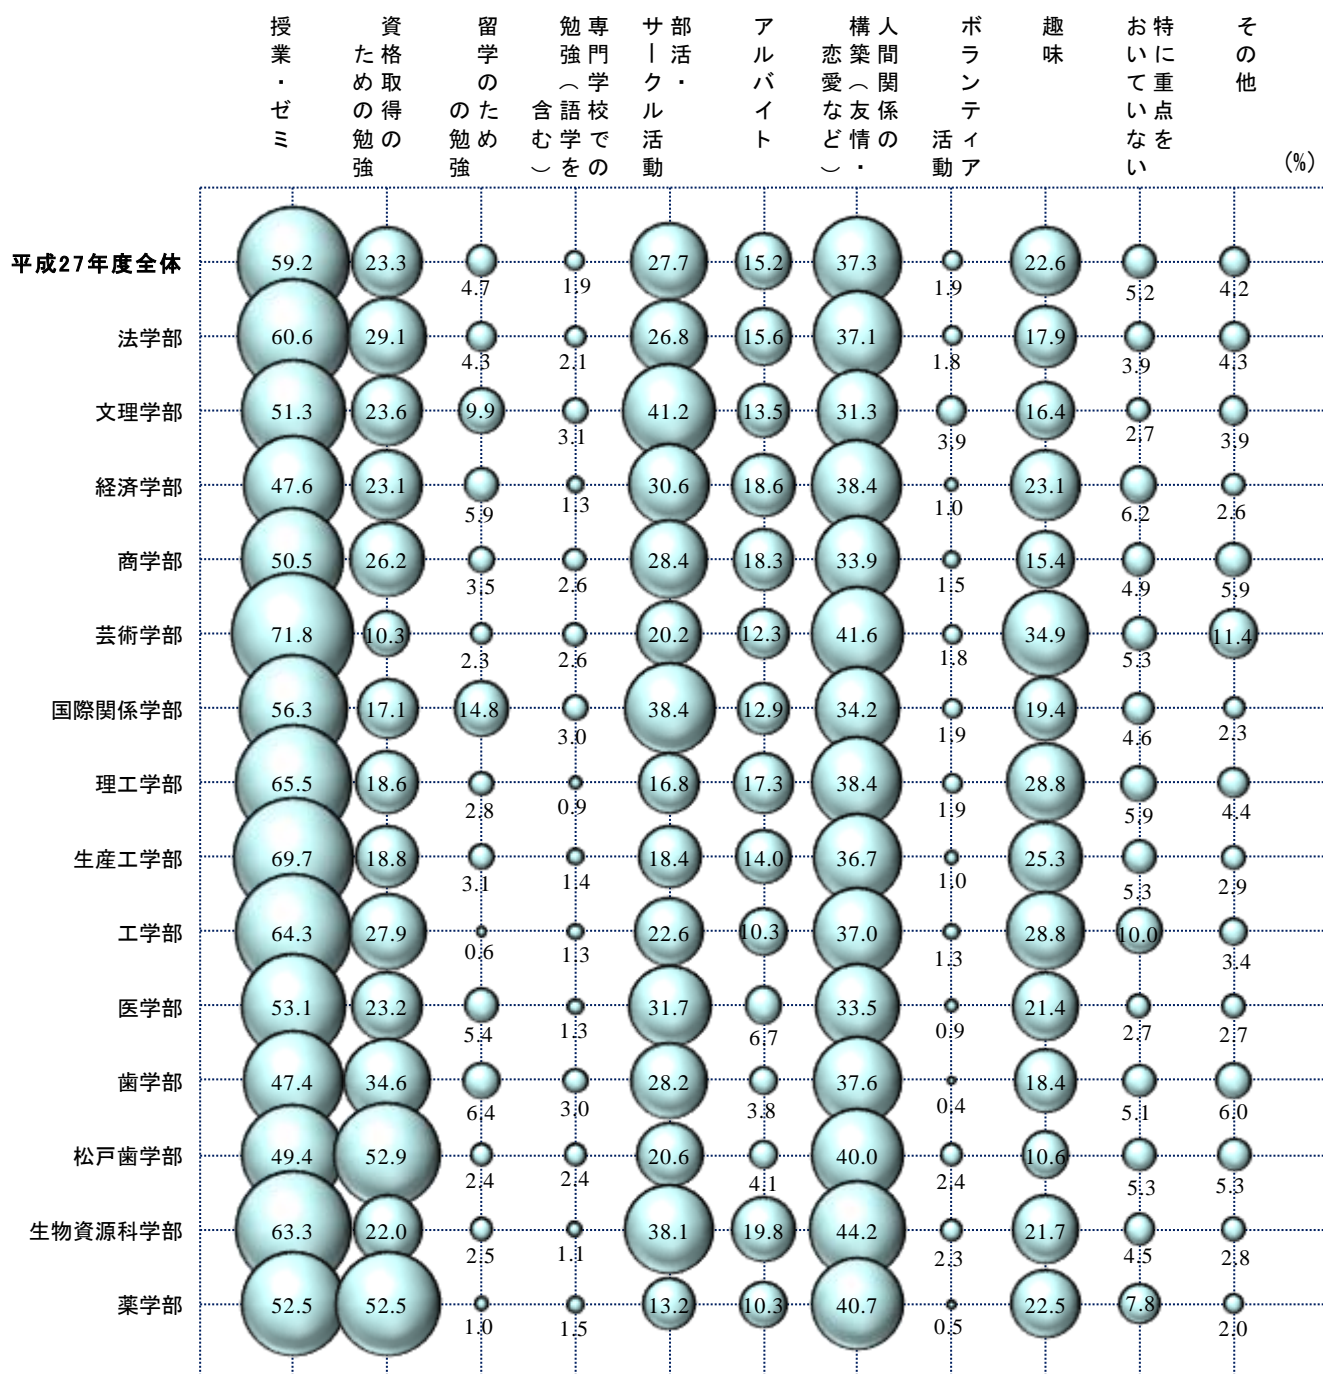 授業・ゼミ
資格取得の
ための勉強
留学のため
の勉強
専門学校での
勉強（語学を
含む）
部活・
サークル活動
アルバイト
人間関係の
構築（友情・
恋愛など）
ボランティア
活動
趣味
特に重点を
おいていない
その他
(%)
平成27年度全体 59.2 23.3 4.7 1.9 27.7 15.2 37.3 1.9 22.6 5.2 4.2
法学部 60.6 29.1 4.3 2.1 26.8 15.6 37.1 1.8 17.9 3.9 4.3
文理学部 51.3 23.6 9.9 3.1 41.2 13.5 31.3 3.9 16.4 2.7 3.9
経済学部 47.6 23.1 5.9 1.3 30.6 18.6 38.4 1.0 23.1 6.2 2.6
商学部 50.5 26.2 3.5 2.6 28.4 18.3 33.9 1.5 15.4 4.9 5.9
芸術学部 71.8 10.3 2.3 2.6 20.2 12.3 41.6 1.8 34.9 5.3 11.4
国際関係学部 56.3 17.1 14.8 3.0 38.4 12.9 34.2 1.9 19.4 4.6 2.3
理工学部 65.5 18.6 2.8 0.9 16.8 17.3 38.4 1.9 28.8 5.9 4.4
生産工学部 69.7 18.8 3.1 1.4 18.4 14.0 36.7 1.0 25.3 5.3 2.9
工学部 64.3 27.9 0.6 1.3 22.6 10.3 37.0 1.3 28.8 10.0 3.4
医学部 53.1 23.2 5.4 1.3 31.7 6.7 33.5 0.9 21.4 2.7 2.7
歯学部 47.4 34.6 6.4 3.0 28.2 3.8 37.6 0.4 18.4 5.1 6.0
松戸歯学部 49.4 52.9 2.4 2.4 20.6 4.1 40.0 2.4 10.6 5.3 5.3
生物資源科学部 63.3 22.0 2.5 1.1 38.1 19.8 44.2 2.3 21.7 4.5 2.8
薬学部 52.5 52.5 1.0 1.5 13.2 10.3 40.7 0.5 22.5 7.8 2.0